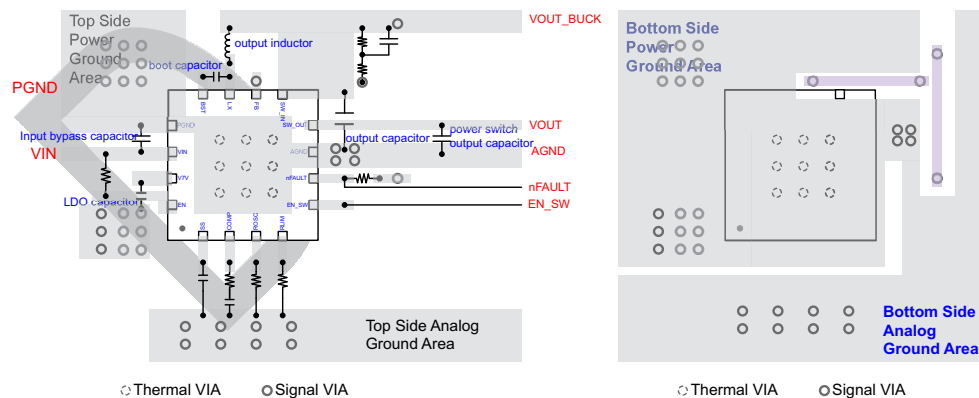 Top Side
Power
Ground
Area
VOUT_BUCK
output inductor
boot capacitor
PGND
BST
LX
FB
SW_IN
PGND
SW_OUT
VOUT
Input bypass capacitor
output capacitor
power switch
output capacitor
VIN
VIN
AGND
AGND
V7V
nFAULT
nFAULT
LDO capacitor
EN
EN_SW
EN_SW
SS
COMP
ROSC
RLIM
Top Side Analog
Ground Area
Thermal VIA
Signal VIA
Bottom Side
Power
Ground Area
Bottom Side
Analog
Ground Area
Thermal VIA
Signal VIA